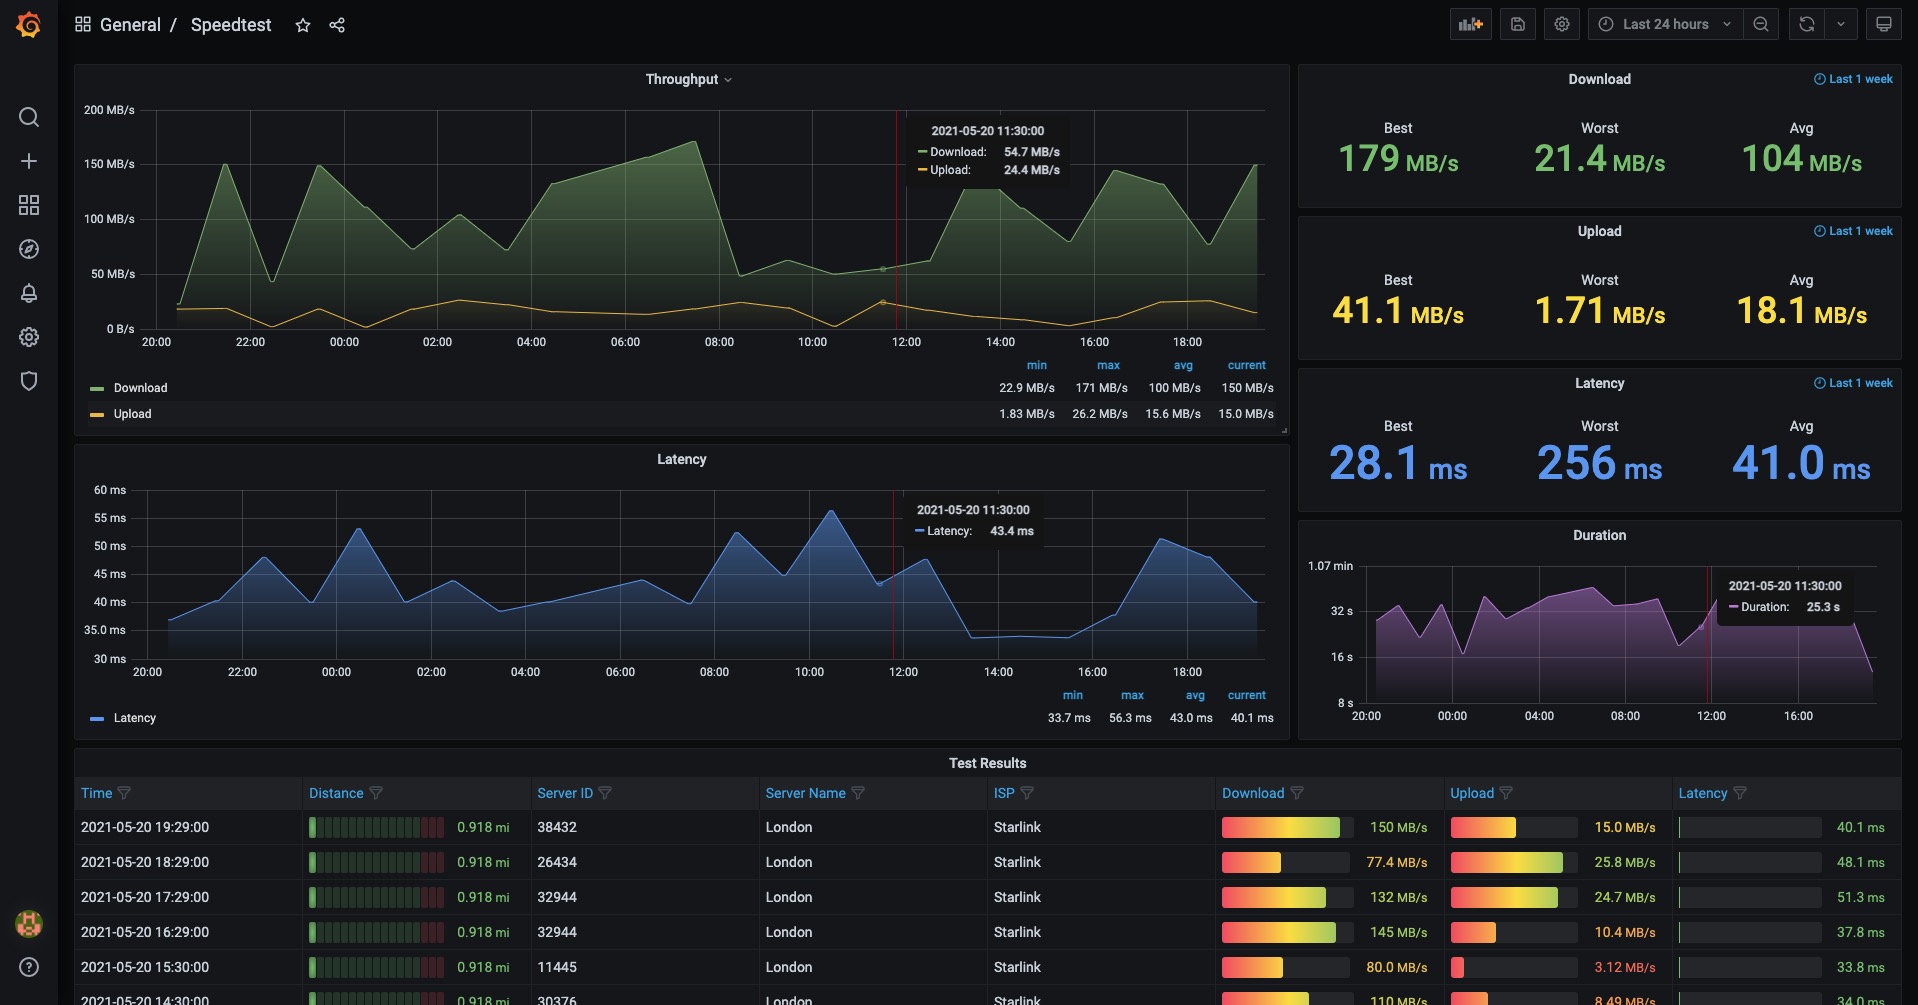 General / Speedtest
Last 24 hours
Throughput
200 MB/s
150 MB/s
100 MB/s
50 MB/s
0 B/s
20:00 22:00 00:00 02:00 04:00 06:00 08:00 10:00 12:00 14:00 16:00 18:00
2021-05-20 11:30:00
Download: 54.7 MB/s
Upload: 24.4 MB/s
min max avg current
Download 22.9 MB/s 171 MB/s 100 MB/s 150 MB/s
Upload 1.83 MB/s 26.2 MB/s 15.6 MB/s 15.0 MB/s
Download
Last 1 week
Best Worst Avg
179 MB/s 21.4 MB/s 104 MB/s
Upload
Last 1 week
Best Worst Avg
41.1 MB/s 1.71 MB/s 18.1 MB/s
Latency
Last 1 week
Best Worst Avg
28.1 ms 256 ms 41.0 ms
Latency
60 ms
55 ms
50 ms
45 ms
40 ms
35.0 ms
30 ms
20:00 22:00 00:00 02:00 04:00 06:00 08:00 10:00 12:00 14:00 16:00 18:00
2021-05-20 11:30:00
Latency: 43.4 ms
min max avg current
Latency 33.7 ms 56.3 ms 43.0 ms 40.1 ms
Duration
1.07 min
32 s
16 s
8 s
20:00 00:00 04:00 08:00 12:00 16:00
2021-05-20 11:30:00
Duration: 25.3 s
Test Results
Time Distance Server ID Server Name ISP Download Upload Latency
2021-05-20 19:29:00 0.918 mi 38432 London Starlink 150 MB/s 15.0 MB/s 40.1 ms
2021-05-20 18:29:00 0.918 mi 26434 London Starlink 77.4 MB/s 25.8 MB/s 48.1 ms
2021-05-20 17:29:00 0.918 mi 32944 London Starlink 132 MB/s 24.7 MB/s 51.3 ms
2021-05-20 16:29:00 0.918 mi 32944 London Starlink 145 MB/s 10.4 MB/s 37.8 ms
2021-05-20 15:30:00 0.918 mi 11445 London Starlink 80.0 MB/s 3.12 MB/s 33.8 ms
2021-05-20 14:30:00 0.918 mi 30376 London Starlink 110 MB/s 8.49 MB/s 34.0 ms